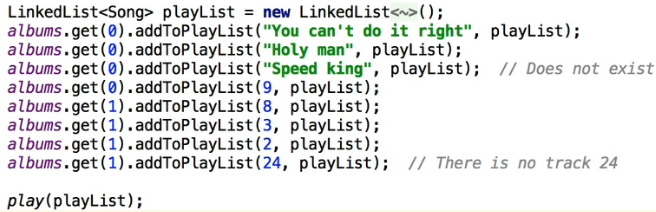 LinkedList<Song> playList = new LinkedList<~>();
albums.get(0).addToPlayList("You can't do it right", playList);
albums.get(0).addToPlayList("Holy man", playList);
albums.get(0).addToPlayList("Speed king", playList);  // Does not exist
albums.get(0).addToPlayList(9, playList);
albums.get(1).addToPlayList(8, playList);
albums.get(1).addToPlayList(3, playList);
albums.get(1).addToPlayList(2, playList);
albums.get(1).addToPlayList(24, playList);  // There is no track 24
play(playList);